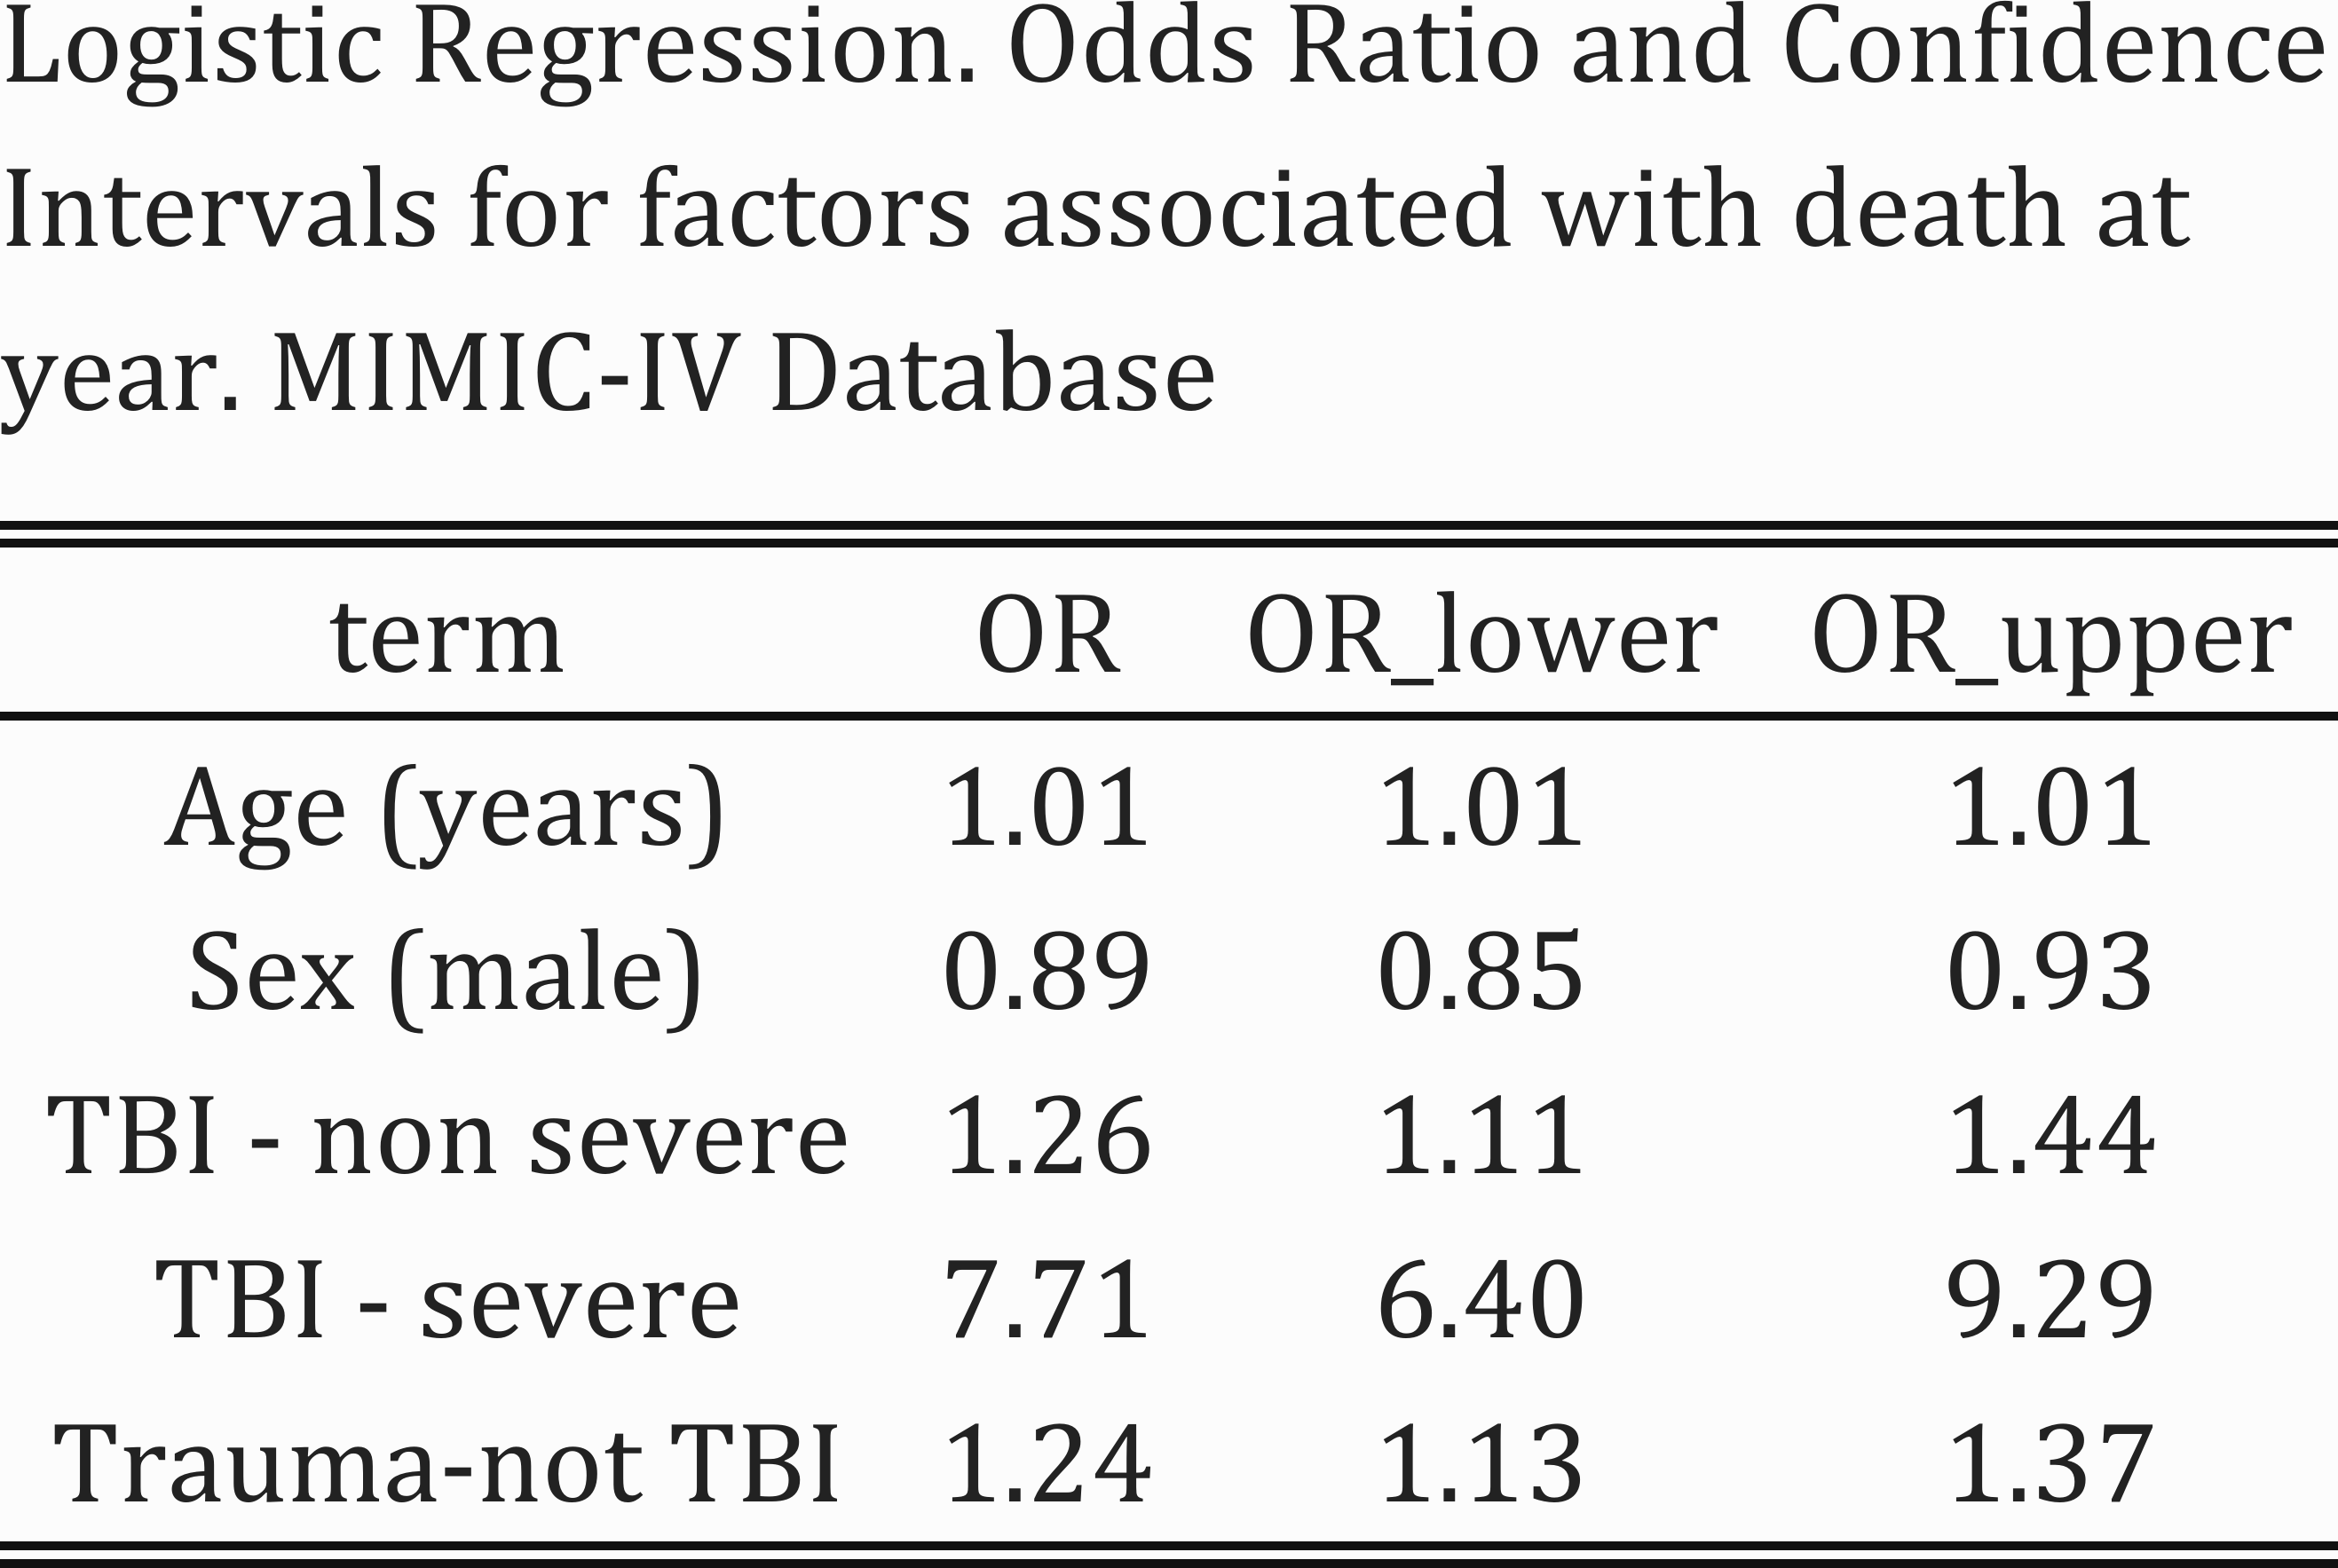 Logistic Regression. Odds Ratio and Confidence
Intervals for factors associated with death at
year. MIMIC-IV Database
term OR OR_lower OR_upper
Age (years) 1.01 1.01 1.01
Sex (male) 0.89 0.85 0.93
TBI - non severe 1.26 1.11 1.44
TBI - severe 7.71 6.40 9.29
Trauma-not TBI 1.24 1.13 1.37